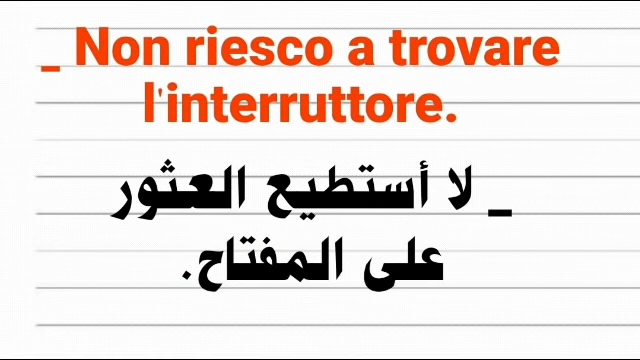 _ Non riesco a trovare
l'interruttore.
_ لا أستطيع العثور
على المفتاح.